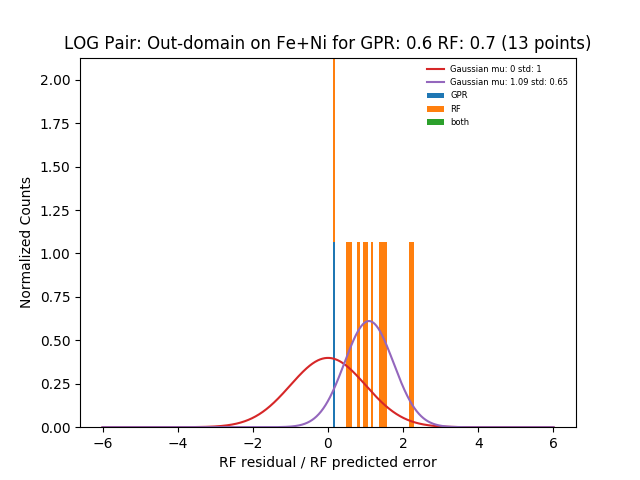 LOG Pair: Out-domain on Fe+Ni for GPR: 0.6 RF: 0.7 (13 points)
Gaussian mu: 0 std: 1
Gaussian mu: 1.09 std: 0.65
GPR
RF
both
Normalized Counts
2.00
1.75
1.50
1.25
1.00
0.75
0.50
0.25
0.00
−6 −4 −2 0 2 4 6
RF residual / RF predicted error